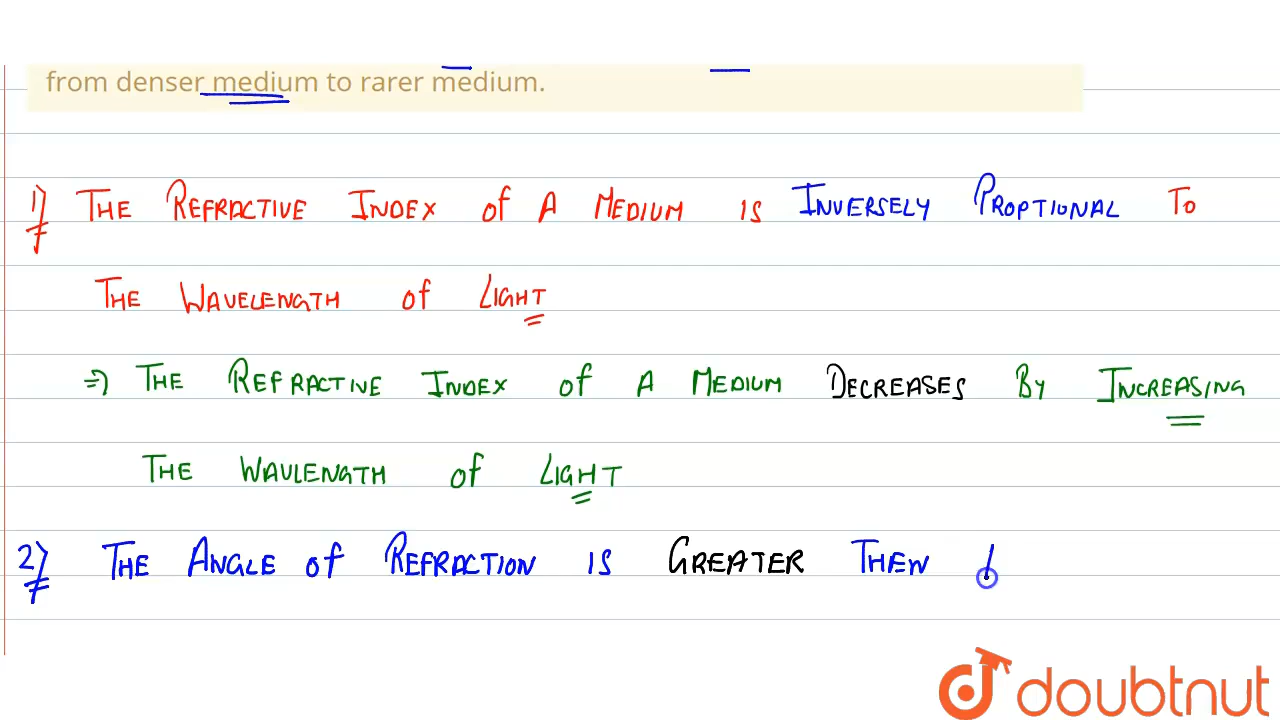 from denser medium to rarer medium.
1) THE REFRACTIVE INDEX of A MEDIUM IS INVERSELY PROPTIONAL To
THE WAVELENGTH of LIGHT
=> THE REFRACTIVE INDEX of A MEDIUM DECREASES By INCREASING
THE WAVLENGTH of LIGHT
2) THE ANGLE of REFRACTION IS GREATER THEN
doubtnut